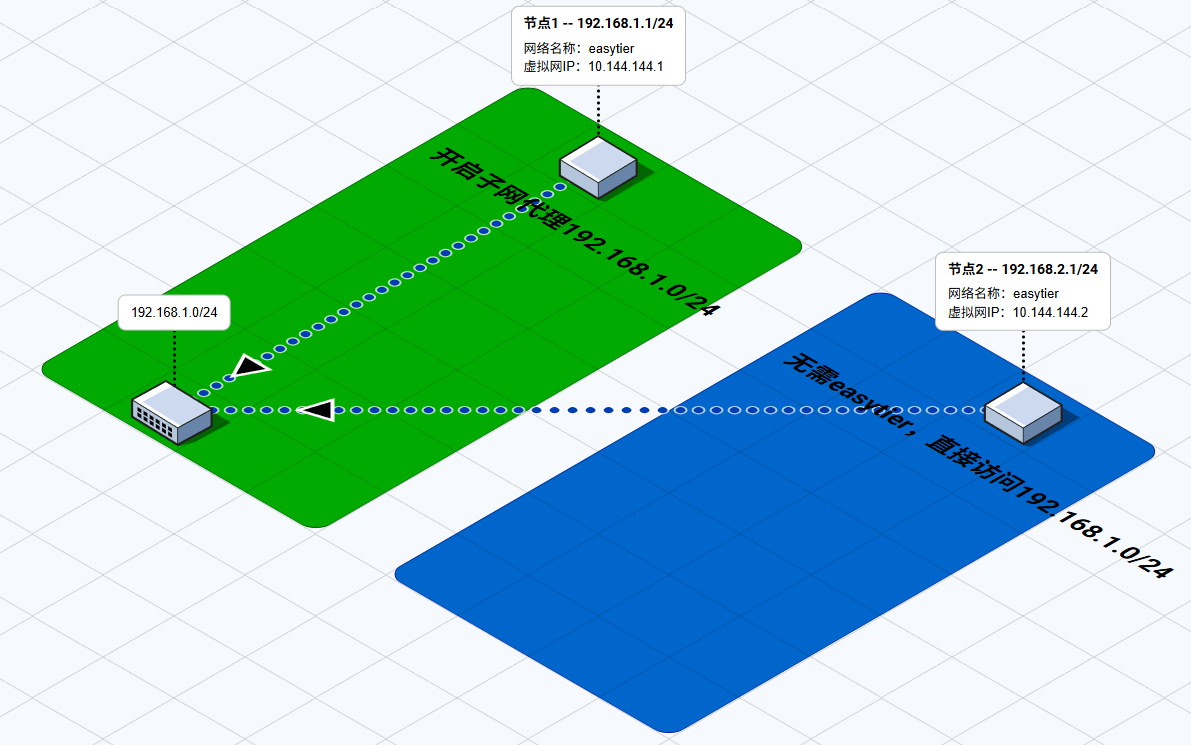 节点1 -- 192.168.1.1/24
网络名称：easytier
虚拟网IP：10.144.144.1
开启子网代理192.168.1.0/24
节点2 -- 192.168.2.1/24
网络名称：easytier
虚拟网IP：10.144.144.2
192.168.1.0/24
无需easytier，直接访问192.168.1.0/24